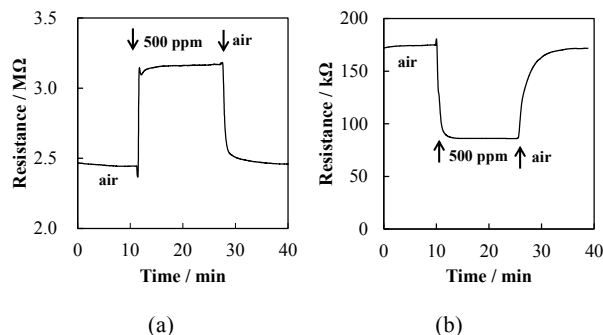 4.0
3.5
3.0
2.5
2.0
0 10 20 30 40
Resistance / MΩ
Time / min
500 ppm
air
air
(a)
200
150
100
50
0
0 10 20 30 40
Resistance / kΩ
Time / min
air
500 ppm
air
(b)